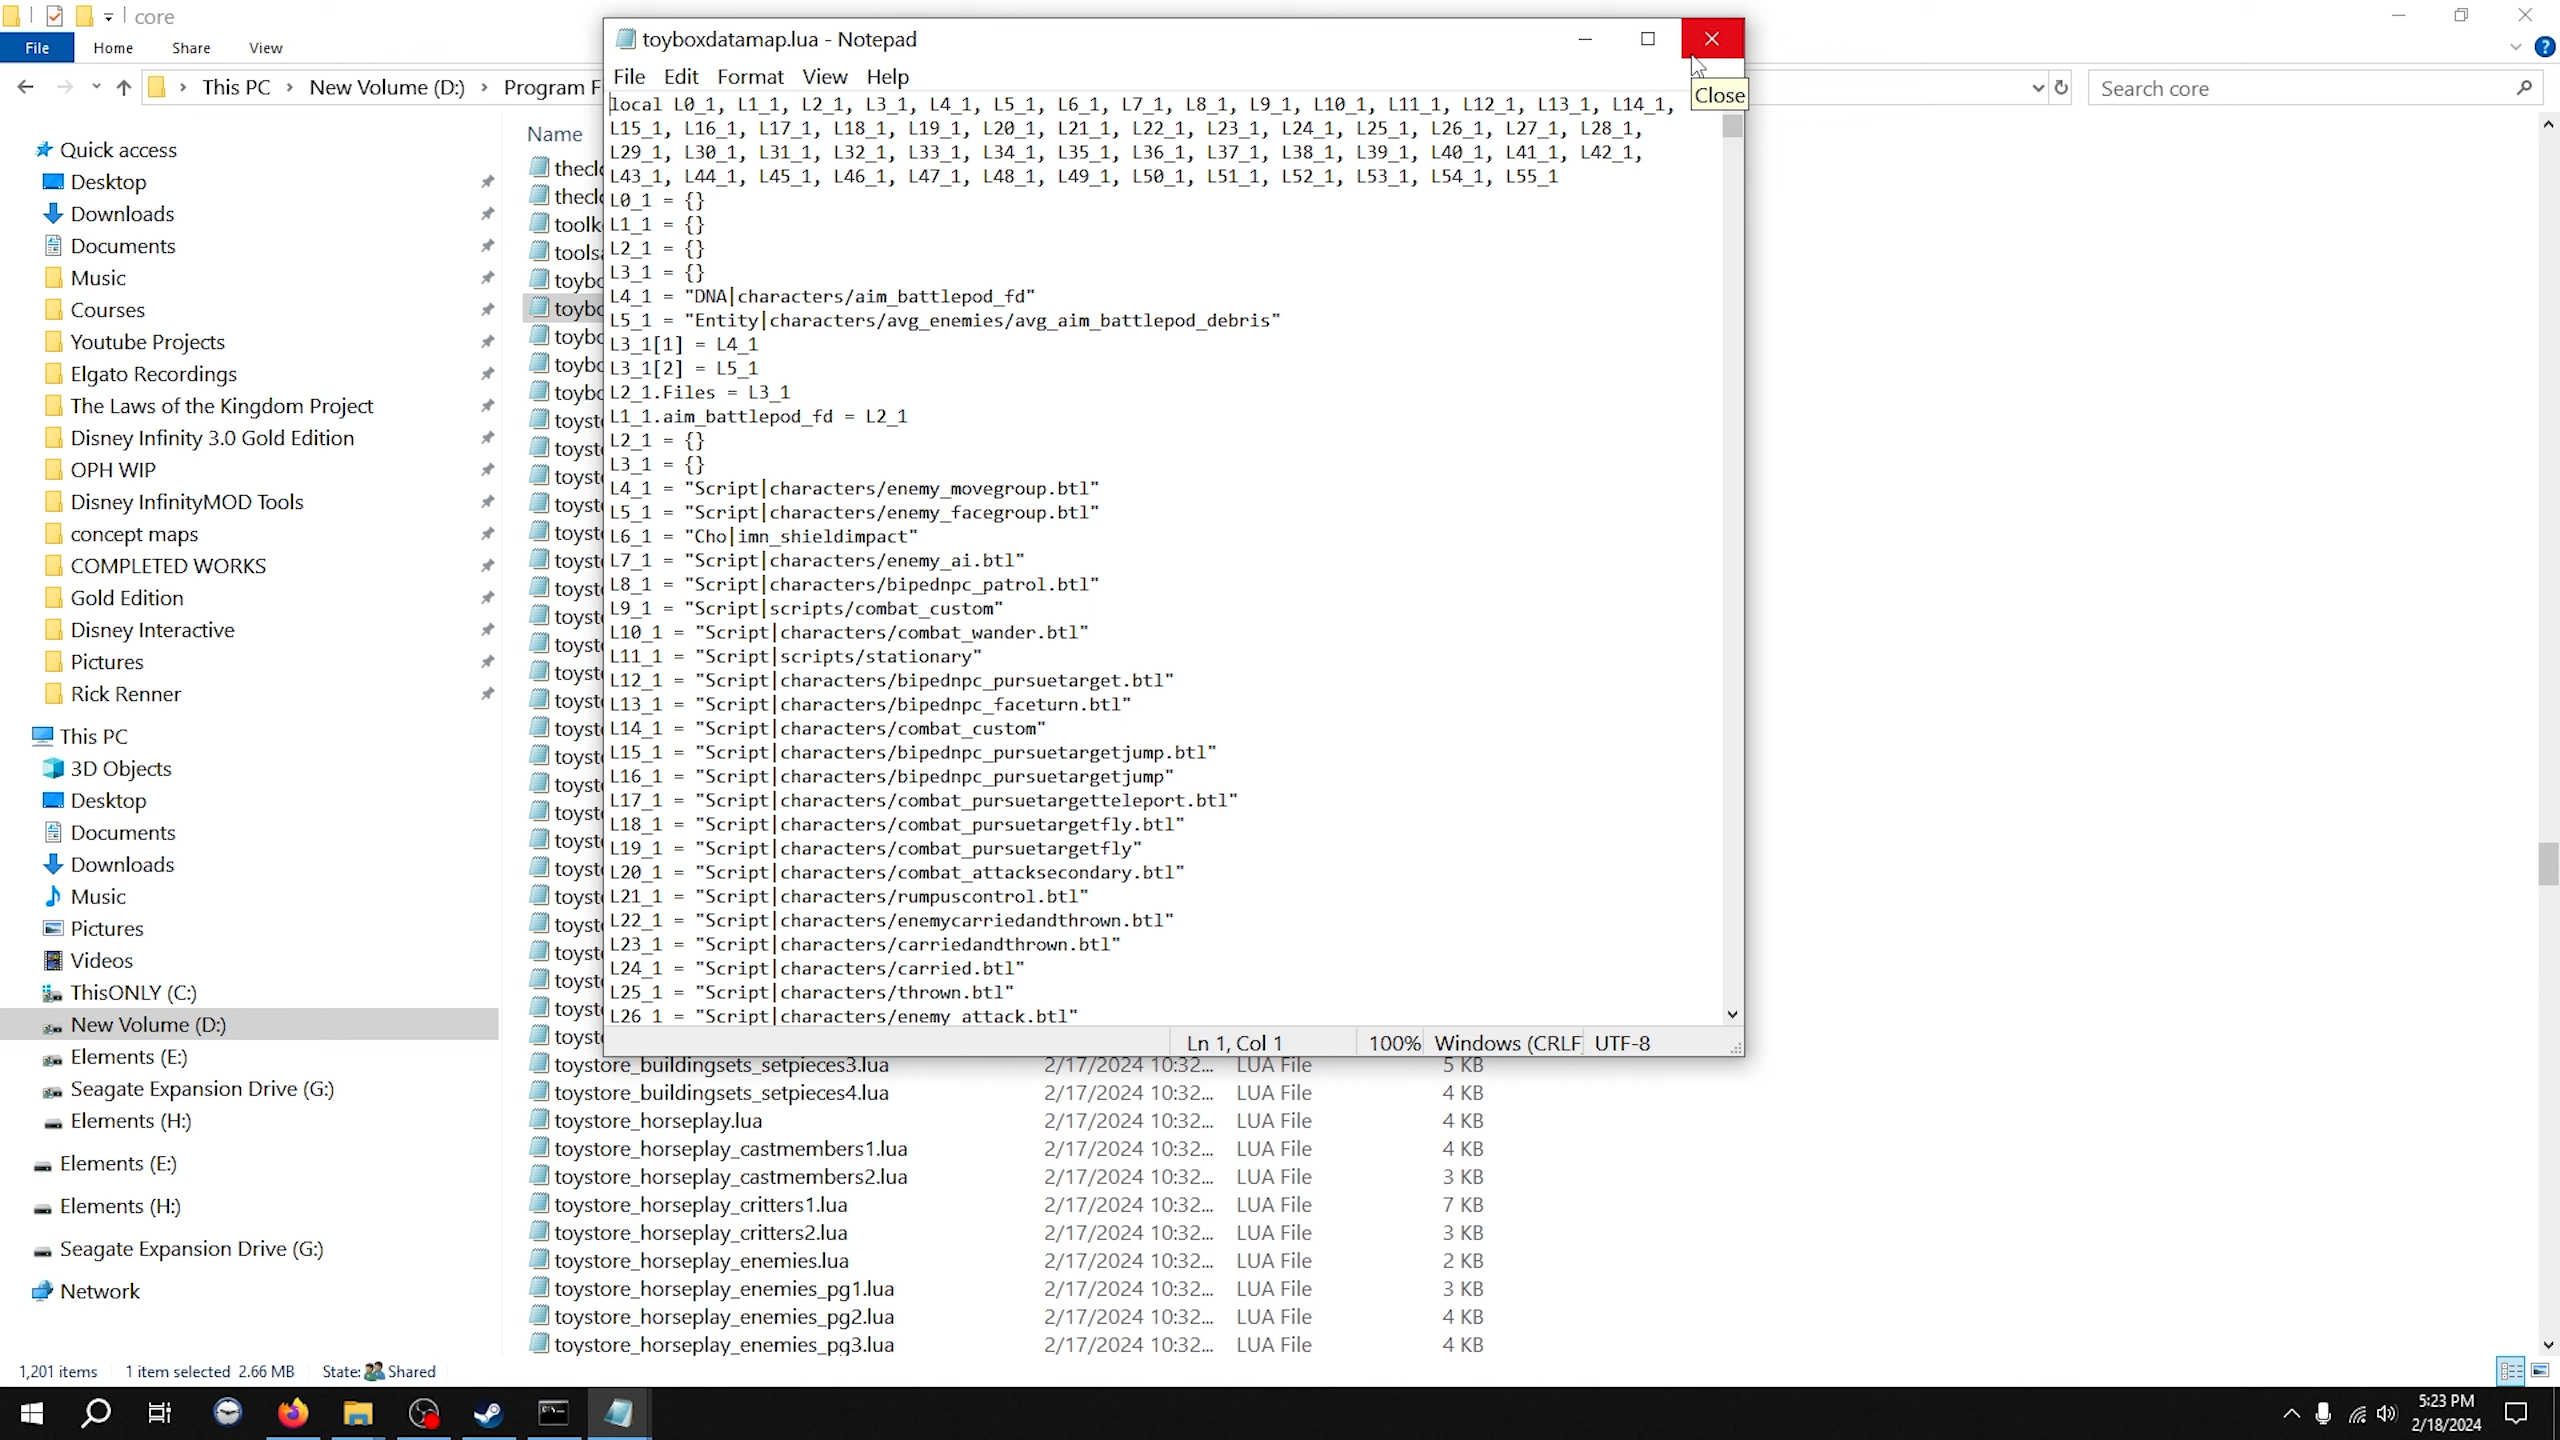 core
File Home Share View
This PC > New Volume (D:) > Program F
Search core
Quick access
Desktop
Downloads
Documents
Music
Courses
Youtube Projects
Elgato Recordings
The Laws of the Kingdom Project
Disney Infinity 3.0 Gold Edition
OPH WIP
Disney InfinityMOD Tools
concept maps
COMPLETED WORKS
Gold Edition
Disney Interactive
Pictures
Rick Renner
This PC
3D Objects
Desktop
Documents
Downloads
Music
Pictures
Videos
ThisONLY (C:)
New Volume (D:)
Elements (E:)
Seagate Expansion Drive (G:)
Elements (H:)
Elements (E:)
Elements (H:)
Seagate Expansion Drive (G:)
Network
Name
toyboxdatamap.lua - Notepad
File Edit Format View Help
Close
local L0_1, L1_1, L2_1, L3_1, L4_1, L5_1, L6_1, L7_1, L8_1, L9_1, L10_1, L11_1, L12_1, L13_1, L14_1,
L15_1, L16_1, L17_1, L18_1, L19_1, L20_1, L21_1, L22_1, L23_1, L24_1, L25_1, L26_1, L27_1, L28_1,
L29_1, L30_1, L31_1, L32_1, L33_1, L34_1, L35_1, L36_1, L37_1, L38_1, L39_1, L40_1, L41_1, L42_1,
L43_1, L44_1, L45_1, L46_1, L47_1, L48_1, L49_1, L50_1, L51_1, L52_1, L53_1, L54_1, L55_1
L0_1 = {}
L1_1 = {}
L2_1 = {}
L3_1 = {}
L4_1 = "DNA|characters/aim_battlepod_fd"
L5_1 = "Entity|characters/avg_enemies/avg_aim_battlepod_debris"
L3_1[1] = L4_1
L3_1[2] = L5_1
L2_1.Files = L3_1
L1_1.aim_battlepod_fd = L2_1
L2_1 = {}
L3_1 = {}
L4_1 = "Script|characters/enemy_movegroup.btl"
L5_1 = "Script|characters/enemy_facegroup.btl"
L6_1 = "Cho|imn_shieldimpact"
L7_1 = "Script|characters/enemy_ai.btl"
L8_1 = "Script|characters/bipednpc_patrol.btl"
L9_1 = "Script|scripts/combat_custom"
L10_1 = "Script|characters/combat_wander.btl"
L11_1 = "Script|scripts/stationary"
L12_1 = "Script|characters/bipednpc_pursuetarget.btl"
L13_1 = "Script|characters/bipednpc_faceturn.btl"
L14_1 = "Script|characters/combat_custom"
L15_1 = "Script|characters/bipednpc_pursuetargetjump.btl"
L16_1 = "Script|characters/bipednpc_pursuetargetjump"
L17_1 = "Script|characters/combat_pursuetargetteleport.btl"
L18_1 = "Script|characters/combat_pursuetargetfly.btl"
L19_1 = "Script|characters/combat_pursuetargetfly"
L20_1 = "Script|characters/combat_attacksecondary.btl"
L21_1 = "Script|characters/rumpuscontrol.btl"
L22_1 = "Script|characters/enemycarriedandthrown.btl"
L23_1 = "Script|characters/carriedandthrown.btl"
L24_1 = "Script|characters/carried.btl"
L25_1 = "Script|characters/thrown.btl"
L26_1 = "Script|characters/enemy_attack.btl"
Ln 1, Col 1 100% Windows (CRLF UTF-8
toystore_buildingsets_setpieces3.lua 2/17/2024 10:32... LUA File 5 KB
toystore_buildingsets_setpieces4.lua 2/17/2024 10:32... LUA File 4 KB
toystore_horseplay.lua 2/17/2024 10:32... LUA File 4 KB
toystore_horseplay_castmembers1.lua 2/17/2024 10:32... LUA File 4 KB
toystore_horseplay_castmembers2.lua 2/17/2024 10:32... LUA File 3 KB
toystore_horseplay_critters1.lua 2/17/2024 10:32... LUA File 7 KB
toystore_horseplay_critters2.lua 2/17/2024 10:32... LUA File 3 KB
toystore_horseplay_enemies.lua 2/17/2024 10:32... LUA File 2 KB
toystore_horseplay_enemies_pg1.lua 2/17/2024 10:32... LUA File 3 KB
toystore_horseplay_enemies_pg2.lua 2/17/2024 10:32... LUA File 4 KB
toystore_horseplay_enemies_pg3.lua 2/17/2024 10:32... LUA File 4 KB
1,201 items 1 item selected 2.66 MB State: Shared
5:23 PM
2/18/2024